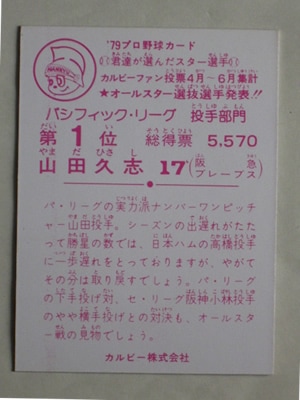 '79プロ野球カード
君達が選んだスター選手
カルビーファン投票4月〜6月集計
★オールスター選抜選手発表!!
パシフィック・リーグ 投手部門
第1位 総得票 5,570
山田久志 17 (阪急ブレーブス)
パ・リーグの実力派ナンバーワンピッ
チャー山田投手。シーズンの出遅れがたた
って勝星の数では、日本ハムの高橋投手
に一歩遅れをとっておりますが、やがて
その分は取り戻すでしょう。パ・リーグ
の下手投げ対、セ・リーグ阪神小林投手
のやや横手投げとの対決も、オールスタ
ー戦の見物でしょう。
カルビー株式会社